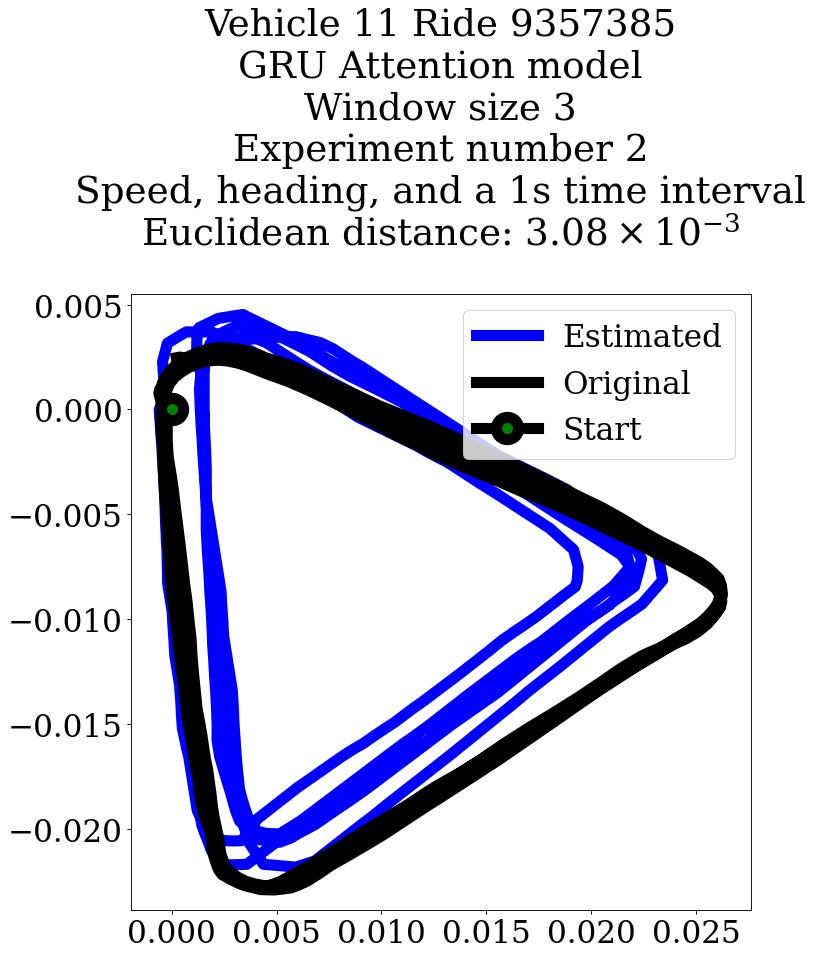 Vehicle 11 Ride 9357385
GRU Attention model
Window size 3
Experiment number 2
Speed, heading, and a 1s time interval
Euclidean distance: 3.08 × 10⁻³
Estimated
Original
Start
0.005
0.000
−0.005
−0.010
−0.015
−0.020
0.000 0.005 0.010 0.015 0.020 0.025